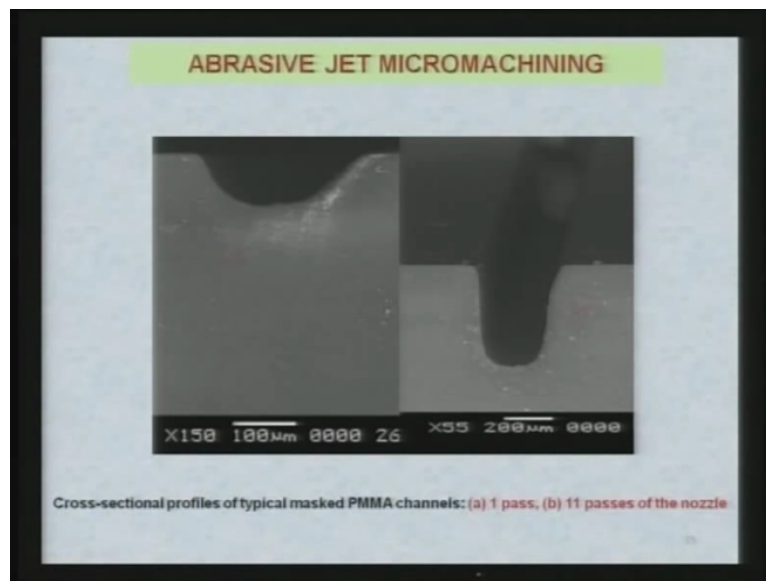 ABRASIVE JET MICROMACHINING
X150 100µm 0000 26
X55 200µm 0000
Cross-sectional profiles of typical masked PMMA channels: (a) 1 pass, (b) 11 passes of the nozzle